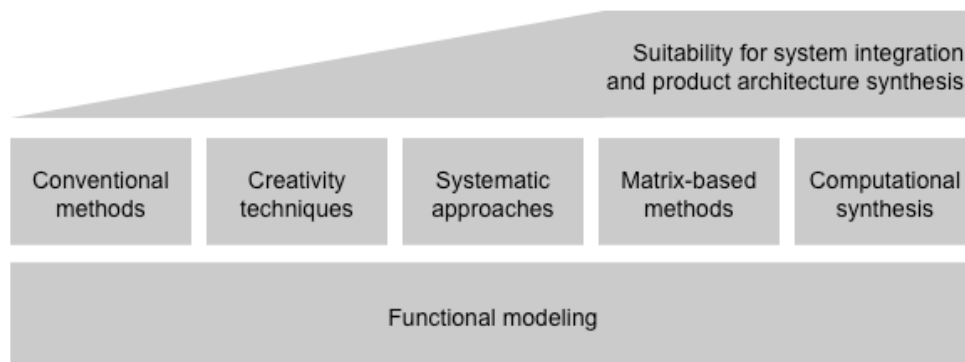 Suitability for system integration
and product architecture synthesis
Conventional
methods
Creativity
techniques
Systematic
approaches
Matrix-based
methods
Computational
synthesis
Functional modeling